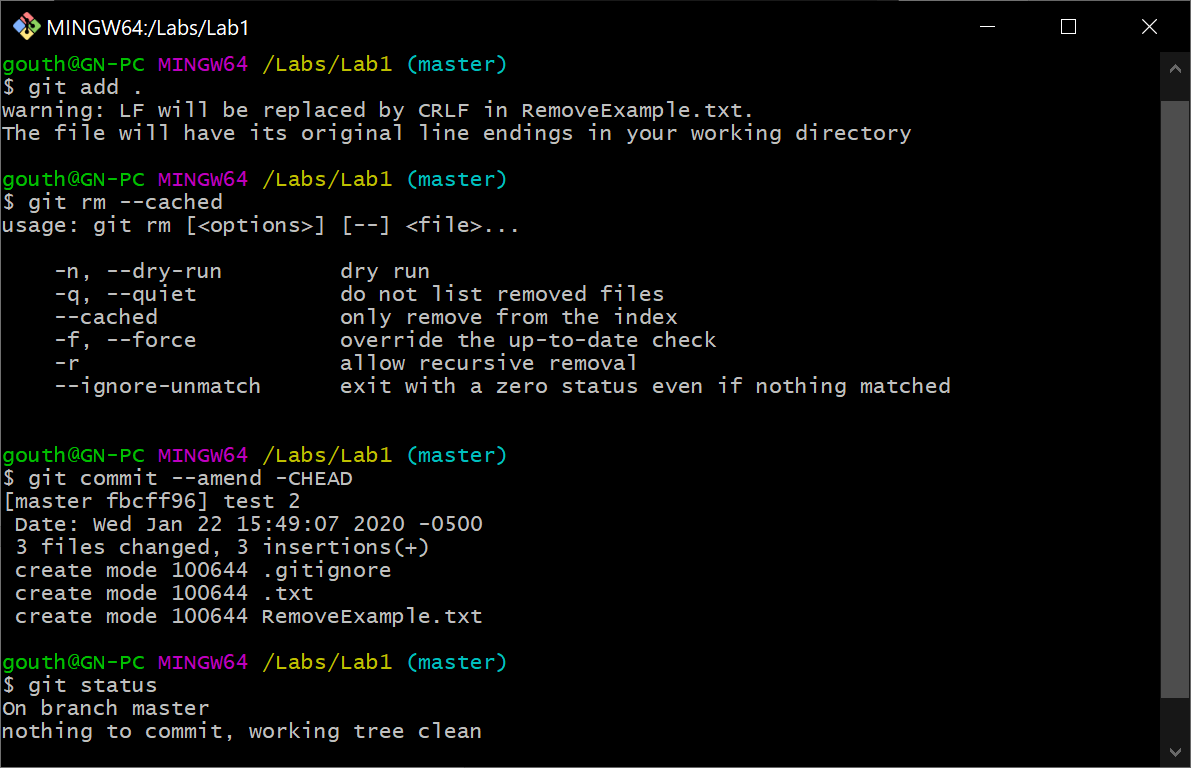 MINGW64:/Labs/Lab1
gouth@GN-PC MINGW64 /Labs/Lab1 (master)
$ git add .
warning: LF will be replaced by CRLF in RemoveExample.txt.
The file will have its original line endings in your working directory
gouth@GN-PC MINGW64 /Labs/Lab1 (master)
$ git rm --cached
usage: git rm [<options>] [--] <file>...
    -n, --dry-run         dry run
    -q, --quiet           do not list removed files
    --cached              only remove from the index
    -f, --force           override the up-to-date check
    -r                    allow recursive removal
    --ignore-unmatch      exit with a zero status even if nothing matched
gouth@GN-PC MINGW64 /Labs/Lab1 (master)
$ git commit --amend -CHEAD
[master fbcff96] test 2
 Date: Wed Jan 22 15:49:07 2020 -0500
 3 files changed, 3 insertions(+)
 create mode 100644 .gitignore
 create mode 100644 .txt
 create mode 100644 RemoveExample.txt
gouth@GN-PC MINGW64 /Labs/Lab1 (master)
$ git status
On branch master
nothing to commit, working tree clean